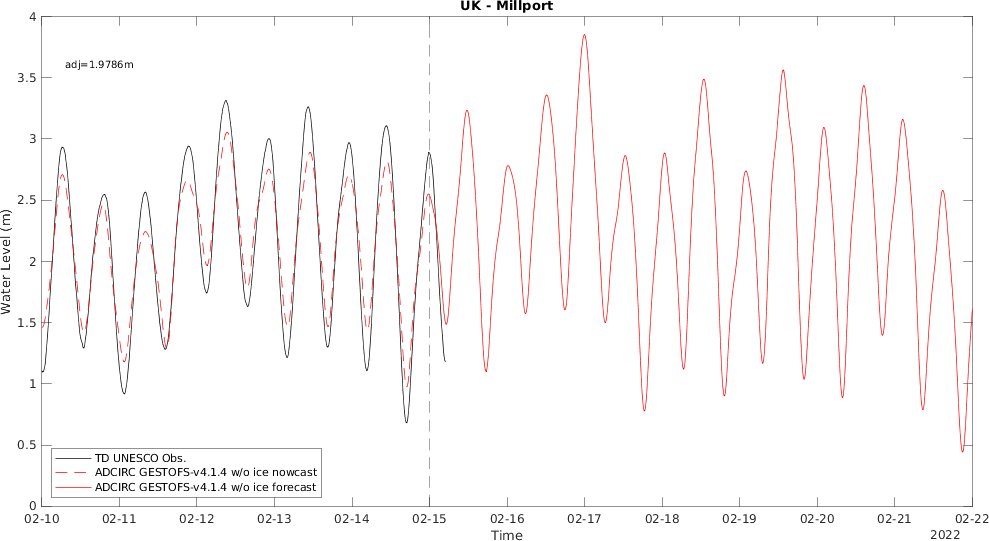 UK - Millport
adj=1.9786m
Water Level (m)
4
3.5
3
2.5
2
1.5
1
0.5
0
TD UNESCO Obs.
ADCIRC GESTOFS-v4.1.4 w/o ice nowcast
ADCIRC GESTOFS-v4.1.4 w/o ice forecast
02-10 02-11 02-12 02-13 02-14 02-15 02-16 02-17 02-18 02-19 02-20 02-21 02-22
Time
2022